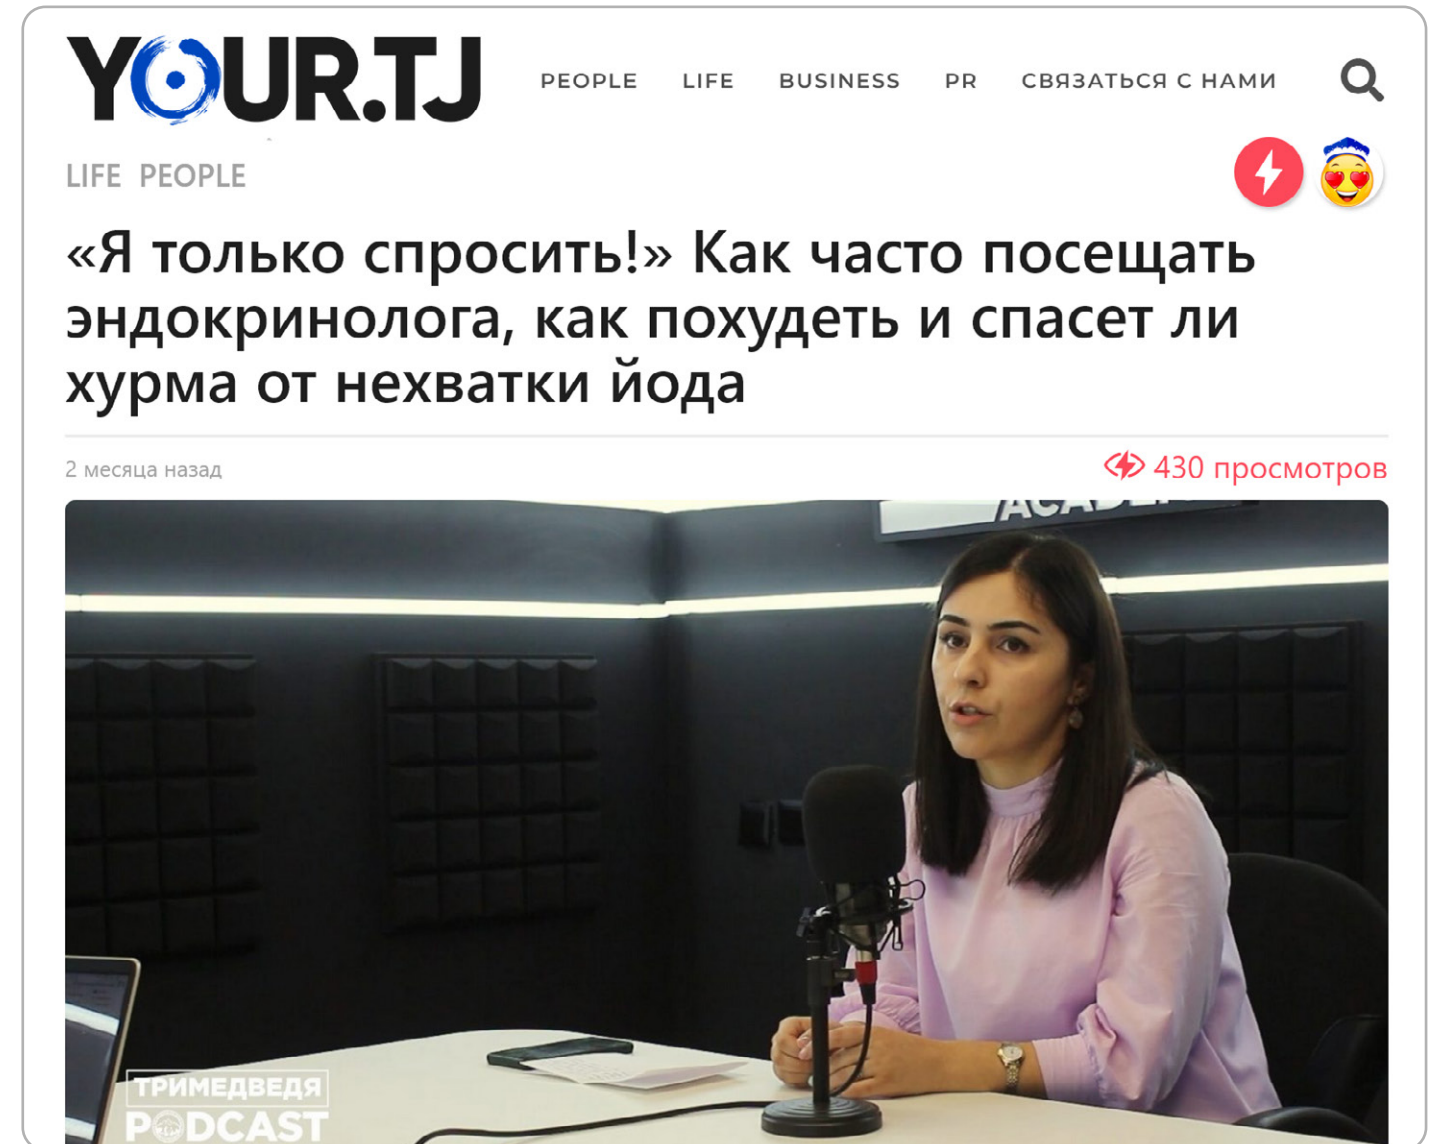 YOUR.TJ
PEOPLE LIFE BUSINESS PR СВЯЗАТЬСЯ С НАМИ
LIFE PEOPLE
«Я только спросить!» Как часто посещать
эндокринолога, как похудеть и спасет ли
хурма от нехватки йода
2 месяца назад
430 просмотров
ТРИМЕДВЕДЯ
PODCAST